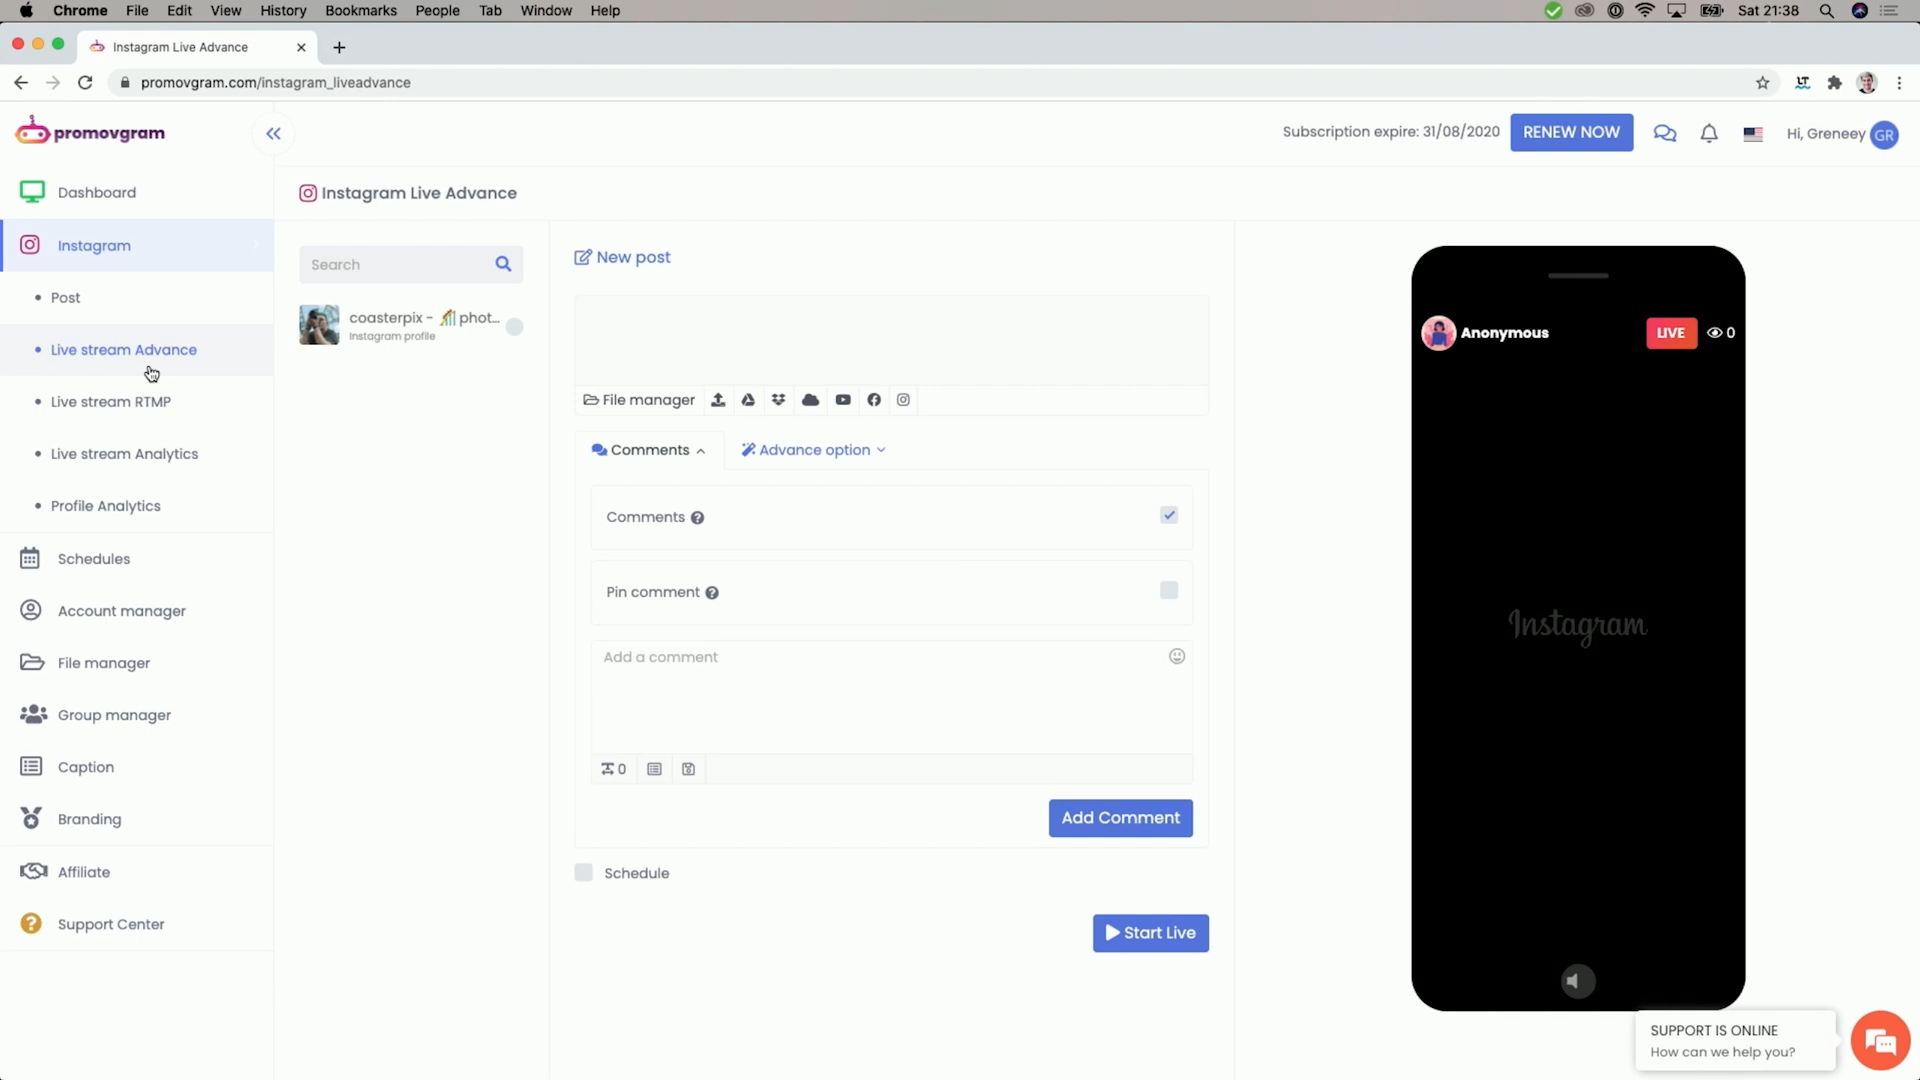 Chrome File Edit View History Bookmarks People Tab Window Help
Sat 21:38
Instagram Live Advance
promovgram.com/instagram_liveadvance
LT
promovgram
Subscription expire: 31/08/2020
RENEW NOW
Hi, Greneey
GR
Dashboard
Instagram
Post
Live stream Advance
Live stream RTMP
Live stream Analytics
Profile Analytics
Schedules
Account manager
File manager
Group manager
Caption
Branding
Affiliate
Support Center
Instagram Live Advance
Search
coasterpix - 🎢 phot...
Instagram profile
New post
File manager
Comments
Advance option
Comments
Pin comment
Add a comment
0
Add Comment
Schedule
Start Live
Anonymous
LIVE
0
Instagram
SUPPORT IS ONLINE
How can we help you?